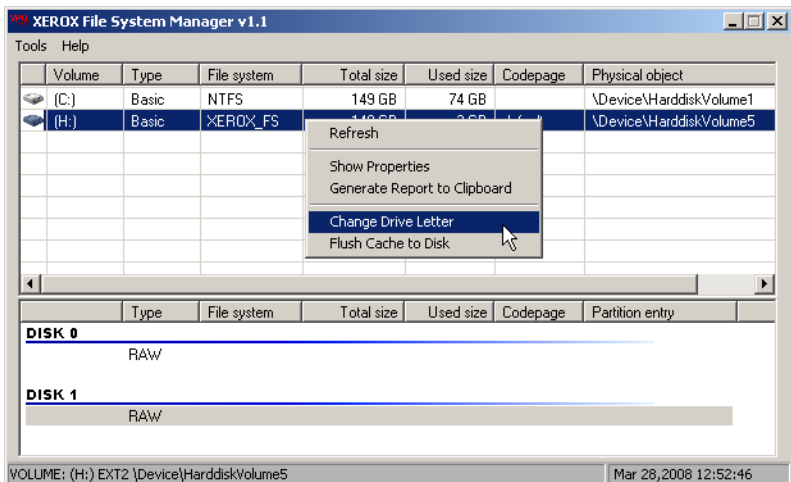 XEROX File System Manager v1.1
Tools Help
Volume Type File system Total size Used size Codepage Physical object
(C:) Basic NTFS 149 GB 74 GB \Device\HarddiskVolume1
(H:) Basic XEROX_FS \Device\HarddiskVolume5
Refresh
Show Properties
Generate Report to Clipboard
Change Drive Letter
Flush Cache to Disk
Type File system Total size Used size Codepage Partition entry
DISK 0
RAW
DISK 1
RAW
VOLUME: (H:) EXT2 \Device\HarddiskVolume5 Mar 28,2008 12:52:46